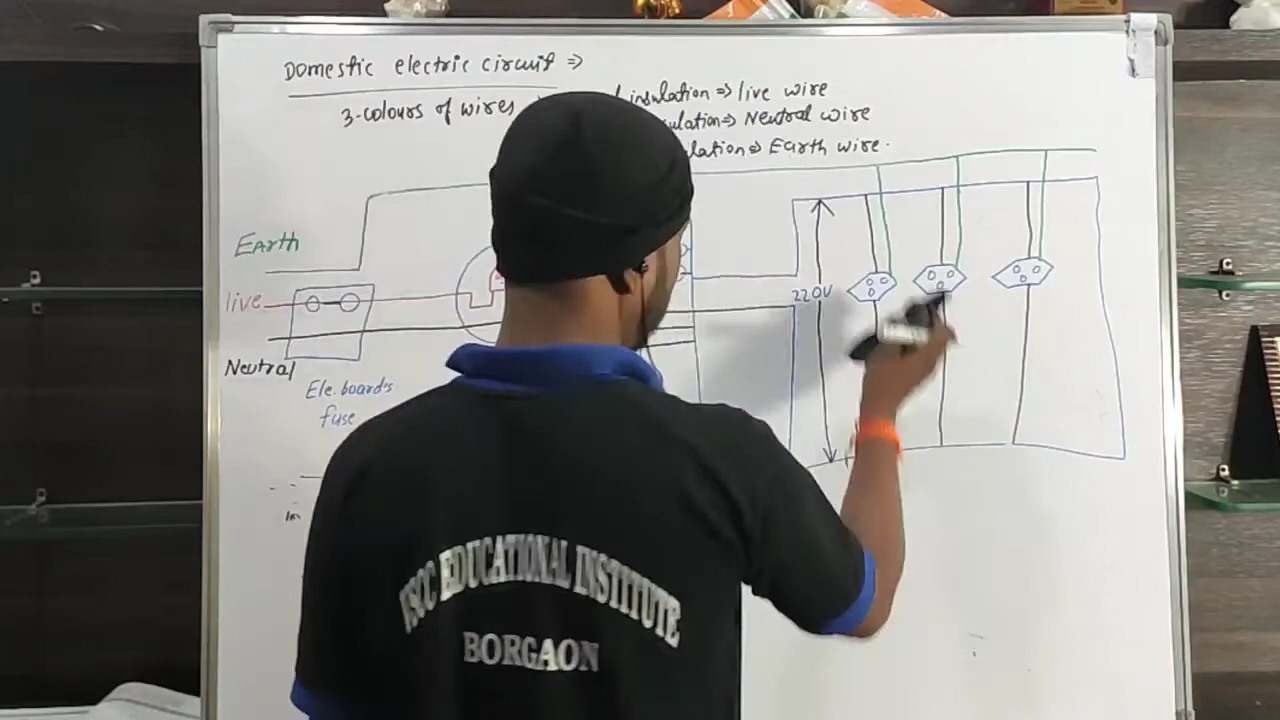 Domestic electric circuit ⇒
3-colours of wires
insulation ⇒ live wire
ulation ⇒ Neutral wire
lation ⇒ Earth wire.
Earth
live
220V
Neutral
Ele. board's
fuse
EDUCATIONAL INSTITUTE
BORGAON